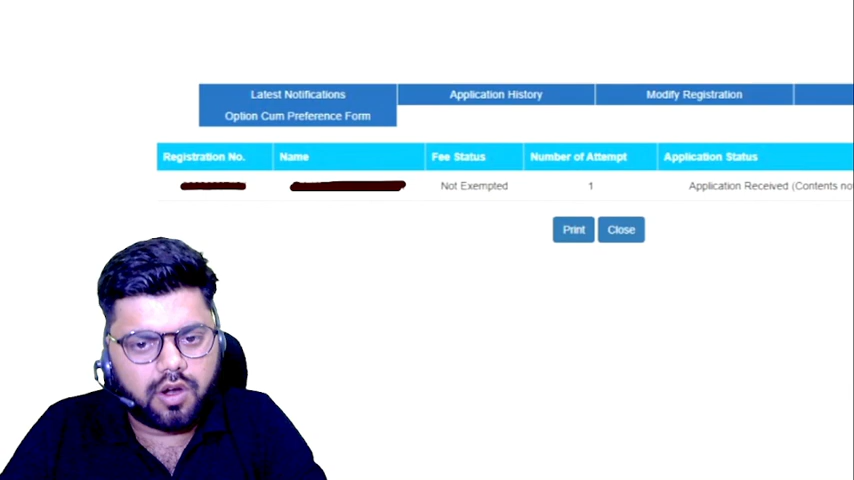 Latest Notifications Application History Modify Registration
Option Cum Preference Form
Registration No. Name Fee Status Number of Attempt Application Status
Not Exempted 1 Application Received (Contents no
Print Close